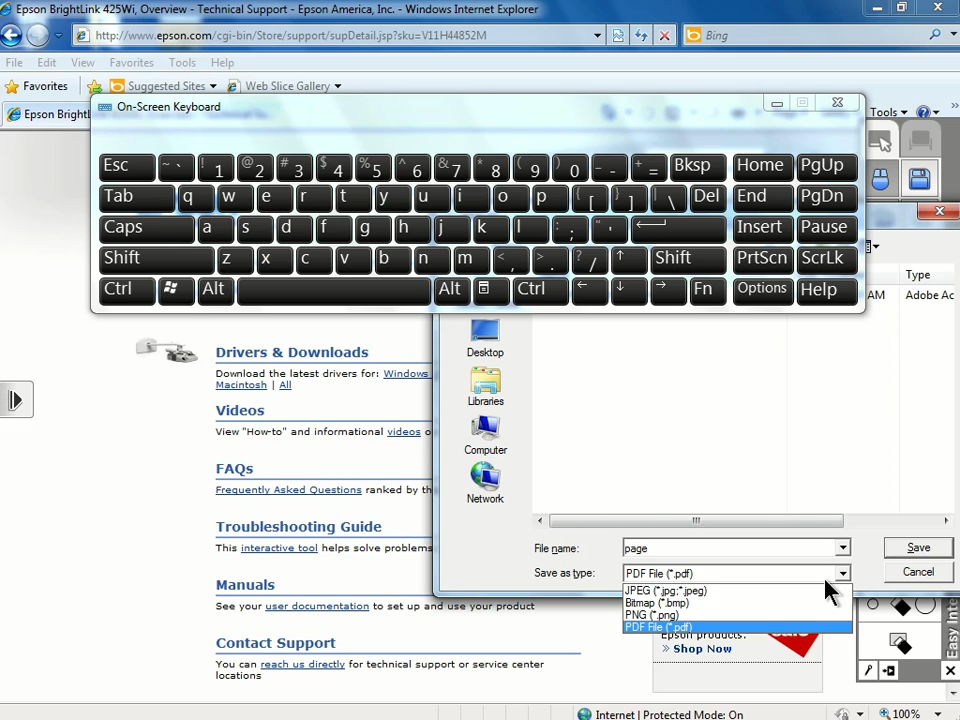 Epson BrightLink 425Wi, Overview - Technical Support - Epson America, Inc. - Windows Internet Explorer
http://www.epson.com/cgi-bin/Store/support/supDetail.jsp?sku=V11H44852M
Bing
File Edit View Favorites Tools Help
Favorites Suggested Sites Web Slice Gallery
Epson BrightL
Tools
On-Screen Keyboard
Esc ~ ` ! 1 @ 2 # 3 $ 4 % 5 ^ 6 & 7 * 8 ( 9 ) 0 _ - + = Bksp Home PgUp
Tab q w e r t y u i o p { [ } ] | \ Del End PgDn
Caps a s d f g h j k l : ; " ' Insert Pause
Shift z x c v b n m < , > . ? / ↑ Shift PrtScn ScrLk
Ctrl Alt Alt Ctrl ← ↓ → Fn Options Help
Type
AM Adobe Ac
Desktop
Libraries
Computer
Network
Drivers & Downloads
Download the latest drivers for: Windows
Macintosh | All
Videos
View "How-to" and informational videos o
FAQs
Frequently Asked Questions ranked by th
Troubleshooting Guide
This interactive tool helps solve problems
Manuals
See your user documentation to set up and use your product
Contact Support
You can reach us directly for technical support or service center
locations
File name: page Save
Save as type: PDF File (*.pdf) Cancel
JPEG (*.jpg;*.jpeg)
Bitmap (*.bmp)
PNG (*.png)
PDF File (*.pdf)
Epson products.
» Shop Now
Easy Inte
Internet | Protected Mode: On
100%